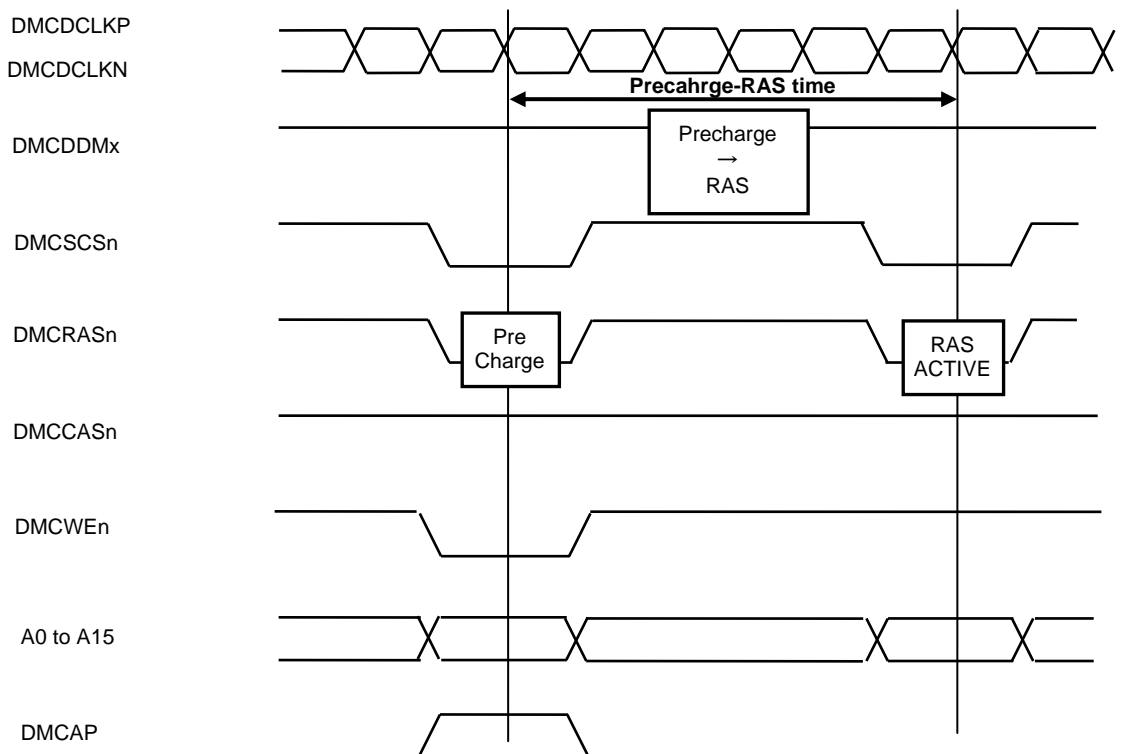 DMCDCLKP
DMCDCLKN
Precahrge-RAS time
DMCDDMx
Precharge
→
RAS
DMCSCSn
DMCRASn
Pre
Charge
RAS
ACTIVE
DMCCASn
DMCWEn
A0 to A15
DMCAP